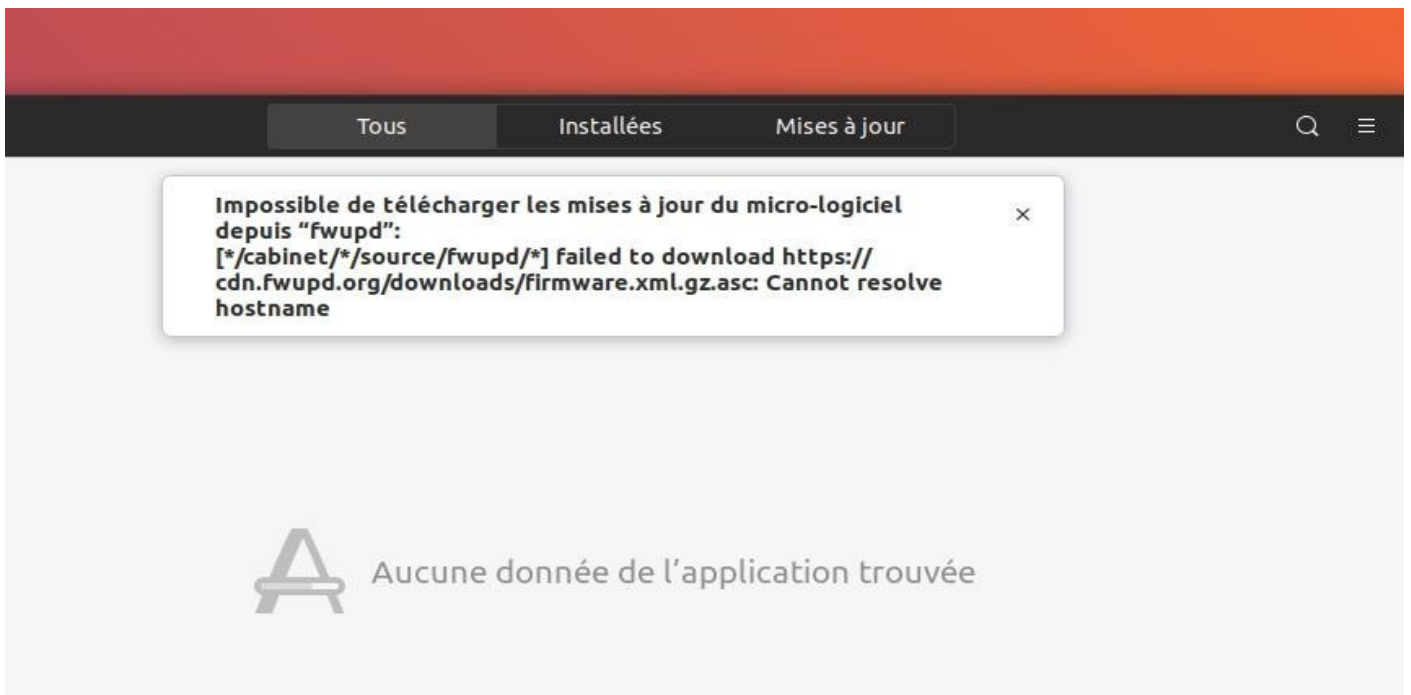 Tous
Installées
Mises à jour
Impossible de télécharger les mises à jour du micro-logiciel
depuis “fwupd”:
[*/cabinet/*/source/fwupd/*] failed to download https://
cdn.fwupd.org/downloads/firmware.xml.gz.asc: Cannot resolve
hostname
Aucune donnée de l’application trouvée